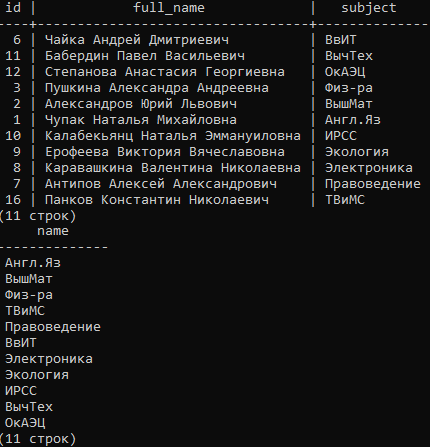 id | full_name | subject
----+----------------------------------+---------------
6 | Чайка Андрей Дмитриевич | ВвИТ
11 | Бабердин Павел Васильевич | ВычТех
12 | Степанова Анастасия Георгиевна | ОкАЭЦ
3 | Пушкина Александра Андреевна | Физ-ра
2 | Александров Юрий Львович | ВышМат
1 | Чупак Наталья Михайловна | Англ.Яз
10 | Калабекьянц Наталья Эммануиловна | ИРСС
9 | Ерофеева Виктория Вячеславовна | Экология
8 | Каравашкина Валентина Николаевна | Электроника
7 | Антипов Алексей Александрович | Правоведение
16 | Панков Константин Николаевич | ТВиМС
(11 строк)
name
--------------
Англ.Яз
ВышМат
Физ-ра
ТВиМС
Правоведение
ВвИТ
Электроника
Экология
ИРСС
ВычТех
ОкАЭЦ
(11 строк)